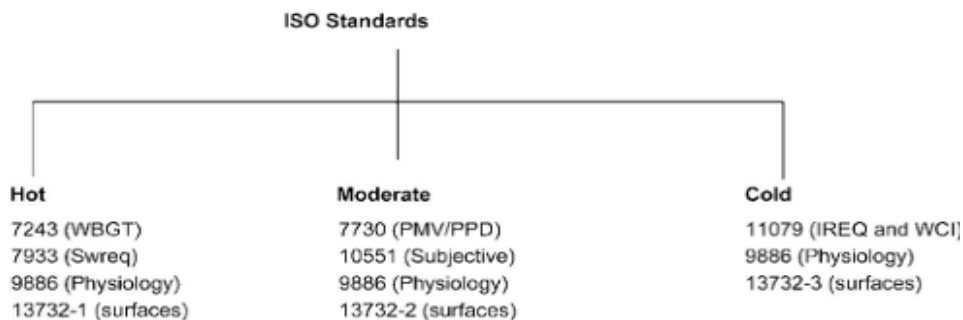 ISO Standards
Hot
7243 (WBGT)
7933 (Swreq)
9886 (Physiology)
13732-1 (surfaces)
Moderate
7730 (PMV/PPD)
10551 (Subjective)
9886 (Physiology)
13732-2 (surfaces)
Cold
11079 (IREQ and WCI)
9886 (Physiology)
13732-3 (surfaces)